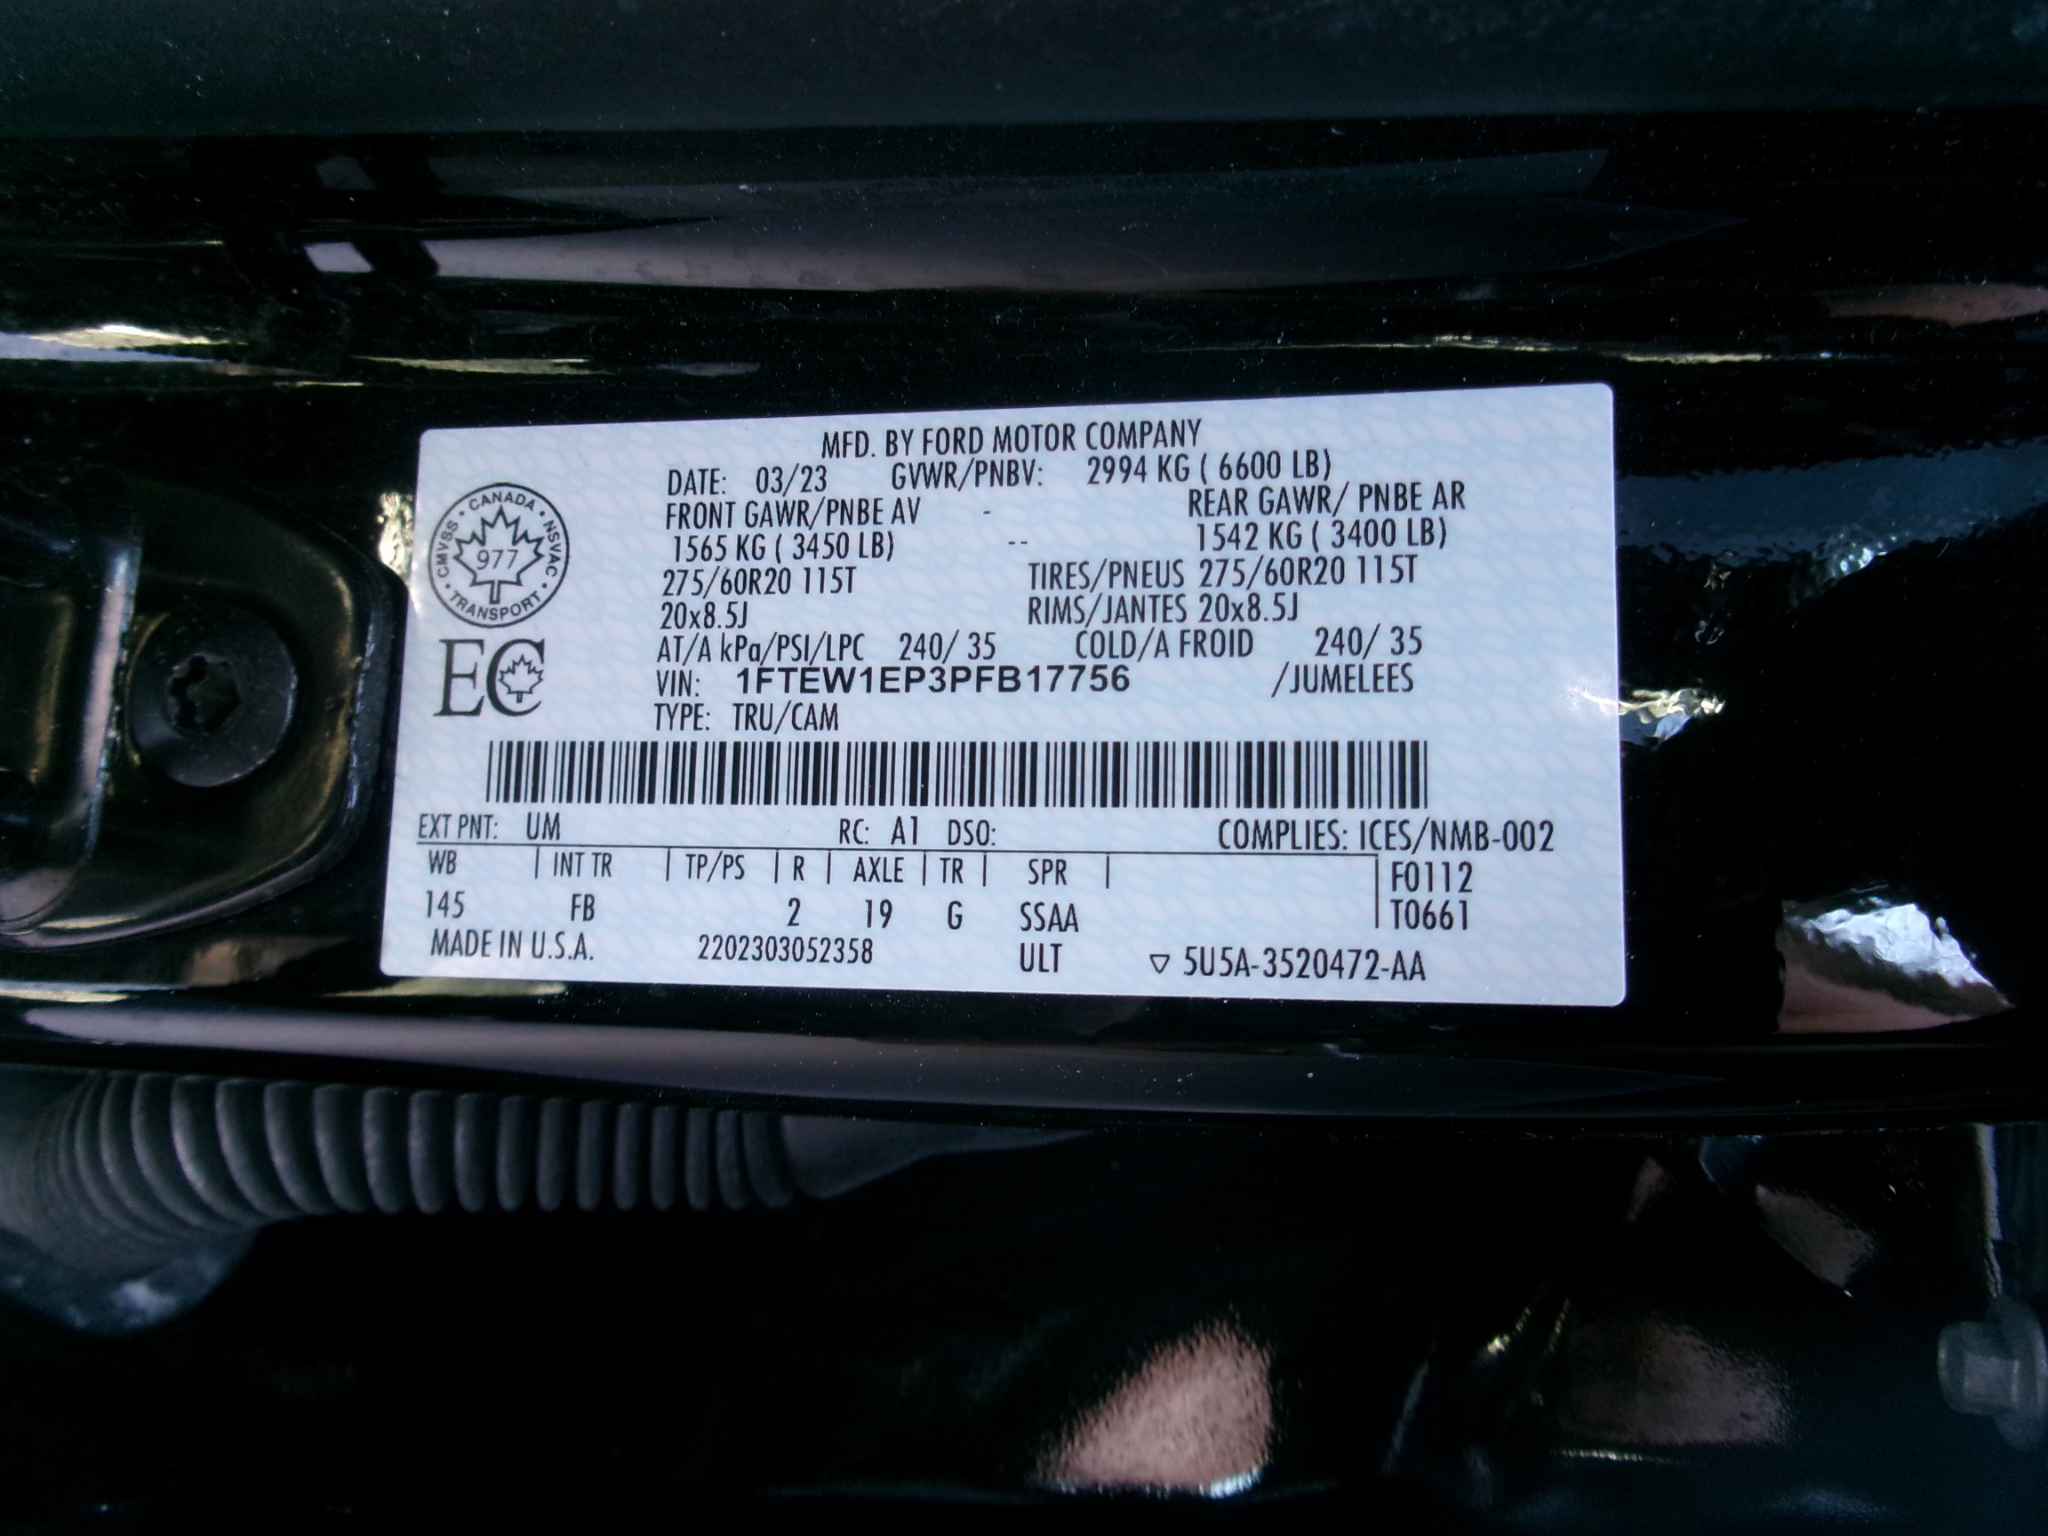 MFD. BY FORD MOTOR COMPANY
DATE: 03/23 GVWR/PNBV: 2994 KG ( 6600 LB)
FRONT GAWR/PNBE AV - REAR GAWR/ PNBE AR
1565 KG ( 3450 LB) -- 1542 KG ( 3400 LB)
275/60R20 115T TIRES/PNEUS 275/60R20 115T
20x8.5J RIMS/JANTES 20x8.5J
AT/A kPa/PSI/LPC 240/ 35 COLD/A FROID 240/ 35
VIN: 1FTEW1EP3PFB17756 /JUMELEES
TYPE: TRU/CAM
CANADA · NSVAC · TRANSPORT · CMVSS ·
977
EC
EXT PNT: UM RC: A1 DSO: COMPLIES: ICES/NMB-002
WB | INT TR | TP/PS | R | AXLE | TR | SPR | F0112
145 FB 2 19 G SSAA T0661
MADE IN U.S.A. 2202303052358 ULT ▽ 5U5A-3520472-AA